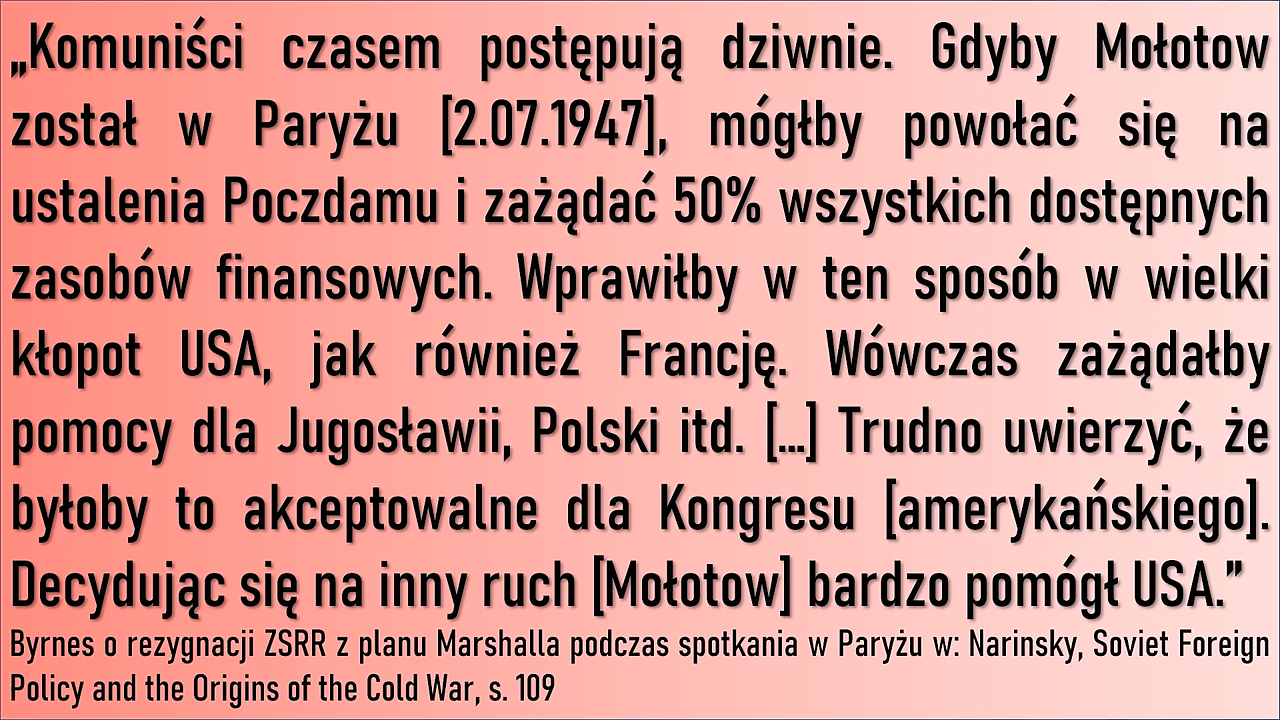 „Komuniści czasem postępują dziwnie. Gdyby Mołotow
został w Paryżu [2.07.1947], mógłby powołać się na
ustalenia Poczdamu i zażądać 50% wszystkich dostępnych
zasobów finansowych. Wprawiłby w ten sposób w wielki
kłopot USA, jak również Francję. Wówczas zażądałby
pomocy dla Jugosławii, Polski itd. [...] Trudno uwierzyć, że
byłoby to akceptowalne dla Kongresu [amerykańskiego].
Decydując się na inny ruch [Mołotow] bardzo pomógł USA.”
Byrnes o rezygnacji ZSRR z planu Marshalla podczas spotkania w Paryżu w: Narinsky, Soviet Foreign
Policy and the Origins of the Cold War, s. 109